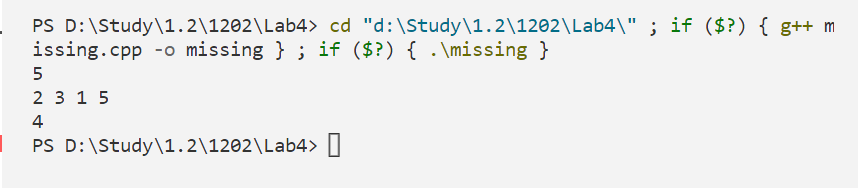 PS D:\Study\1.2\1202\Lab4> cd "d:\Study\1.2\1202\Lab4\" ; if ($?) { g++ m
issing.cpp -o missing } ; if ($?) { .\missing }
5
2 3 1 5
4
PS D:\Study\1.2\1202\Lab4>